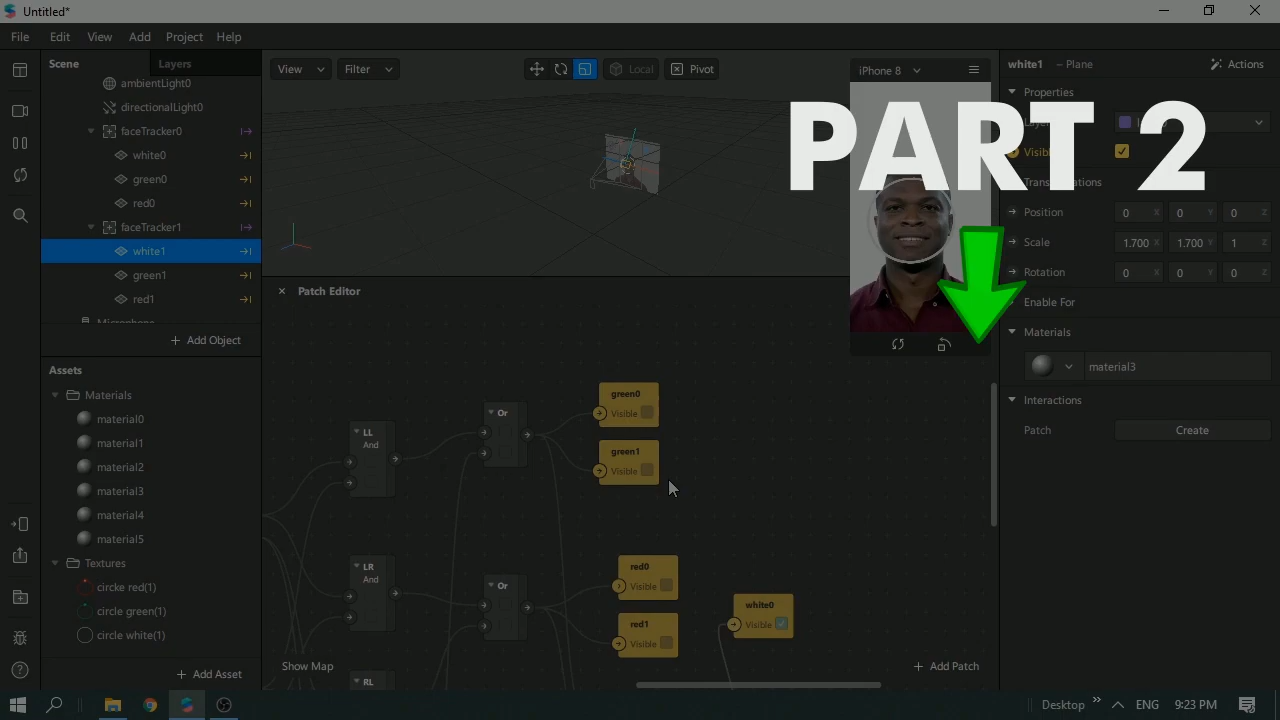 Untitled*
File Edit View Add Project Help
Scene Layers
ambientLight0
directionalLight0
faceTracker0
white0
green0
red0
faceTracker1
white1
green1
red1
Add Object
Assets
Materials
material0
material1
material2
material3
material4
material5
Textures
circke red(1)
circle green(1)
circle white(1)
Add Asset
View Filter Local Pivot
iPhone 8
PART 2
Patch Editor
LL
And
Or
green0
Visible
green1
Visible
LR
And
Or
red0
Visible
red1
Visible
white0
Visible
RL
Show Map
Add Patch
white1 – Plane Actions
Properties
Position 0 X 0 Y 0 Z
Scale 1.700 X 1.700 Y 1 Z
Rotation 0 X 0 Y 0 Z
Enable For
Materials
material3
Interactions
Patch Create
Desktop ENG 9:23 PM